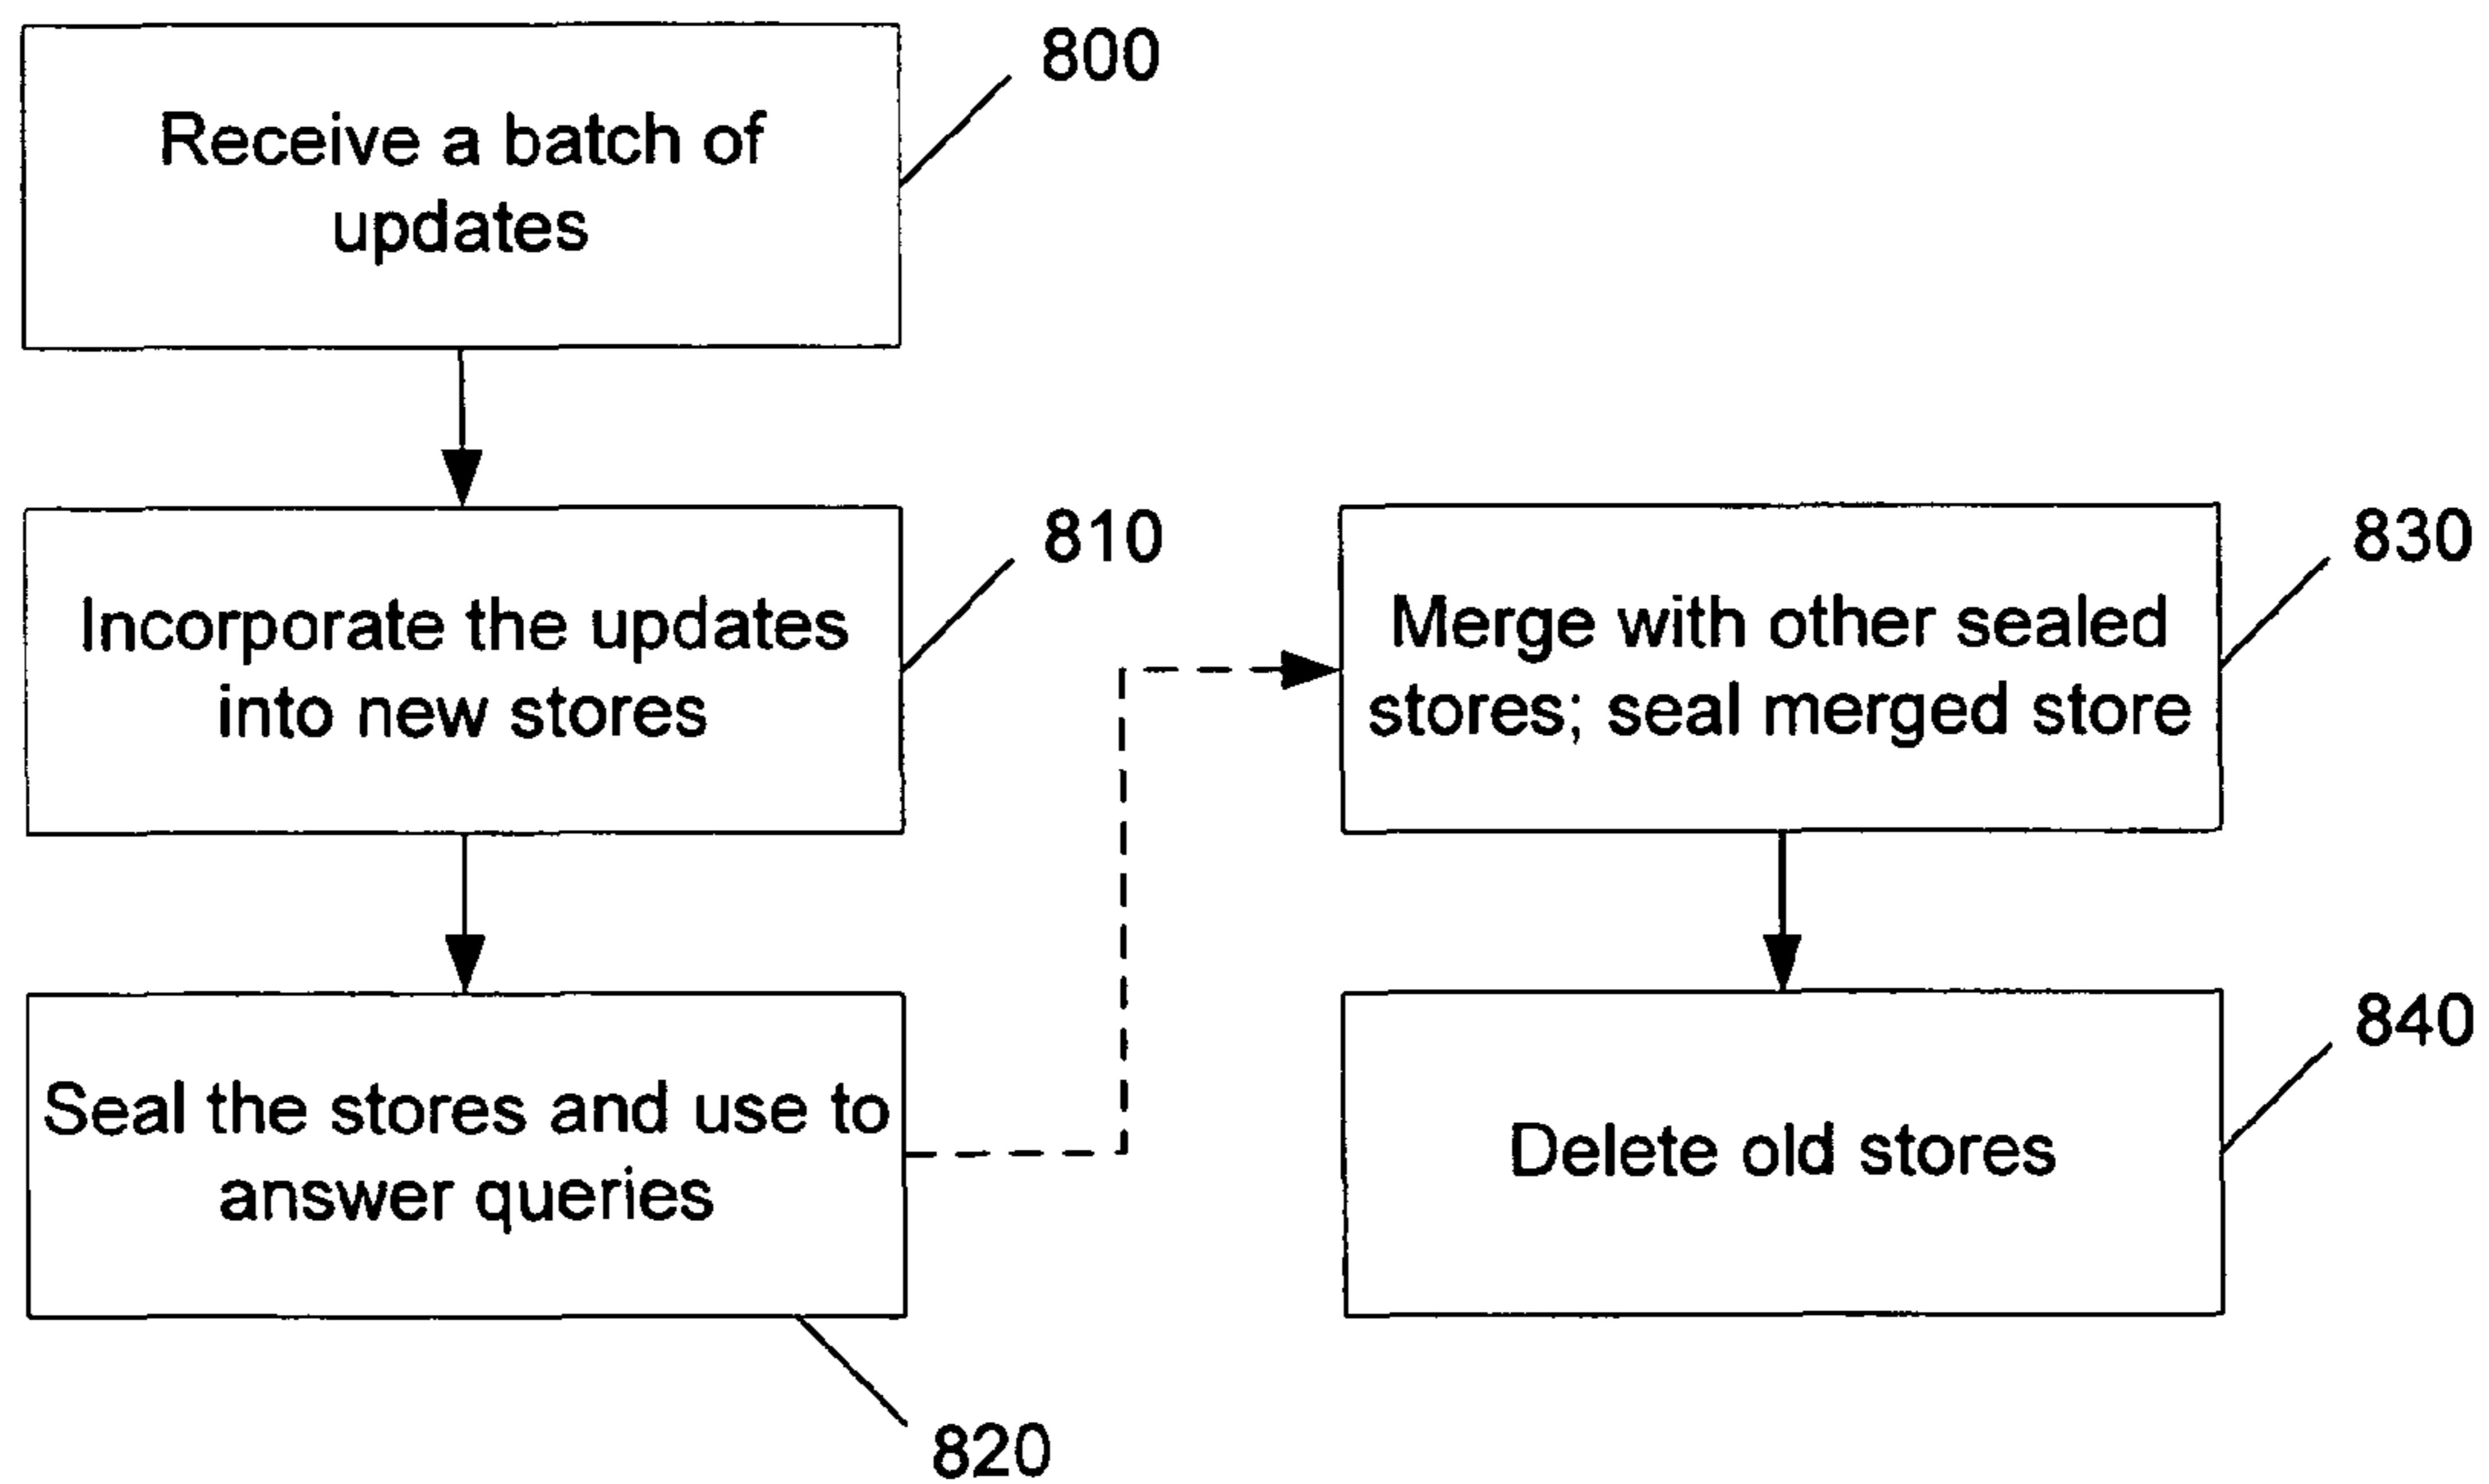 800
Receive a batch of
updates
810
Incorporate the updates
into new stores
820
Seal the stores and use to
answer queries
830
Merge with other sealed
stores; seal merged store
840
Delete old stores